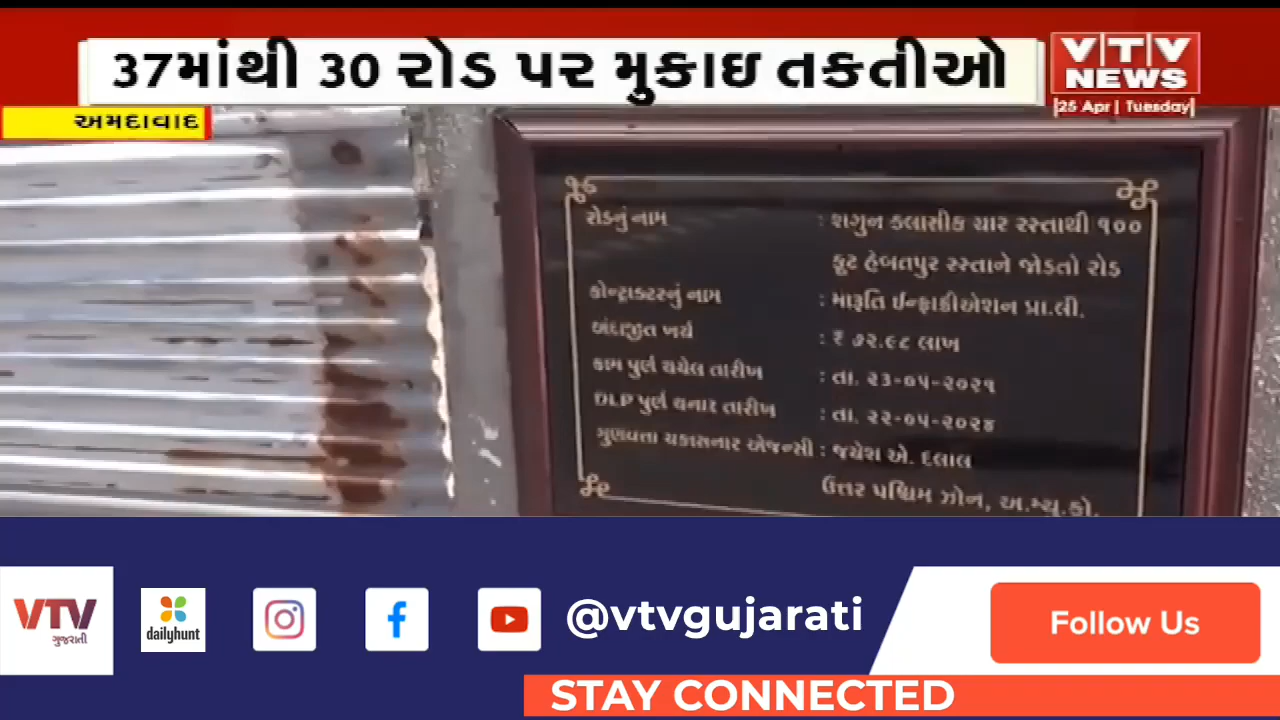 37માંથી 30 રોડ પર મુકાઇ તકતીઓ
VTV
NEWS
25 Apr | Tuesday
અમદાવાદ
રોડનું નામ : શગુન કલાસીક ચાર રસ્તાથી ૧૦૦
ફૂટ હેબતપુર રસ્તાને જોડતો રોડ
કોન્ટ્રાકટરનું નામ : મારૂતિ ઈન્ફ્રાક્રીએશન પ્રા.લી.
અંદાજીત ખર્ચ : ₹ ૭૨.૯૮ લાખ
કામ પુર્ણ થયેલ તારીખ : તા. ૨૩-૦૫-૨૦૨૧
DLP પુર્ણ થનાર તારીખ : તા. ૨૨-૦૫-૨૦૨૪
ગુણવત્તા ચકાસનાર એજન્સી : જયેશ એ. દલાલ
ઉત્તર પશ્ચિમ ઝોન, અ.મ્યુ.કો.
VTV
ગુજરાતી
dailyhunt
@vtvgujarati
Follow Us
STAY CONNECTED